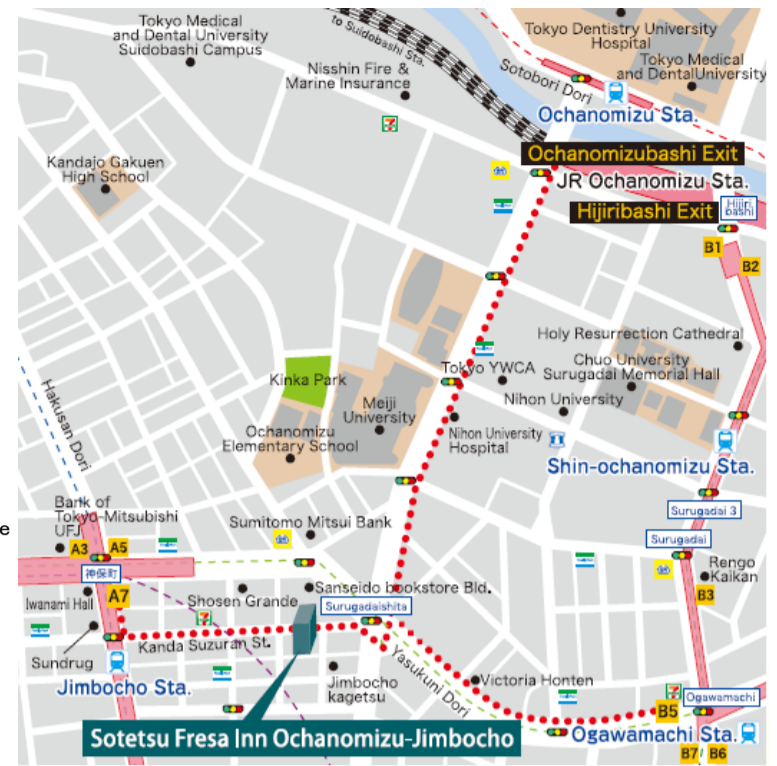 Tokyo Medical
and Dental University
Suidobashi Campus
to Suidobashi Sta.
Tokyo Dentistry University
Hospital
Tokyo Medical
and DentalUniversity
Nisshin Fire &
Marine Insurance
Sotobori Dori
Ochanomizu Sta.
Ochanomizubashi Exit
Kandajo Gakuen
High School
JR Ochanomizu Sta.
Hijiribashi Exit
Hijiri
bashi
B1
B2
Holy Resurrection Cathedral
Tokyo YWCA
Chuo University
Surugadai Memorial Hall
Kinka Park
Nihon University
Hakusan Dori
Meiji
University
Ochanomizu
Elementary School
Nihon University
Hospital
Shin-ochanomizu Sta.
Bank of
Tokyo-Mitsubishi
UFJ
Surugadai 3
Sumitomo Mitsui Bank
e
A3
A5
Surugadai
神保町
Rengo
Kaikan
Iwanami Hall
A7
Shosen Grande
Sanseido bookstore Bld.
B3
Surugadaishita
Kanda Suzuran St.
Sundrug
Yasukuni Dori
Jimbocho Sta.
Jimbocho
kagetsu
Victoria Honten
Ogawamachi
B5
Sotetsu Fresa Inn Ochanomizu-Jimbocho
Ogawamachi Sta.
B7
B6